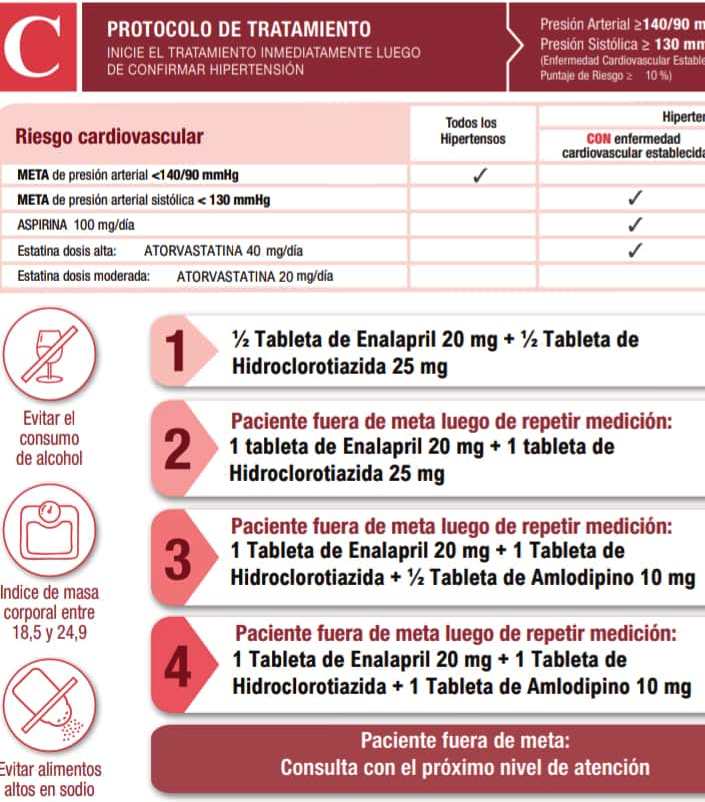 C
PROTOCOLO DE TRATAMIENTO
INICIE EL TRATAMIENTO INMEDIATAMENTE LUEGO
DE CONFIRMAR HIPERTENSIÓN
Presión Arterial ≥140/90 m
Presión Sistólica ≥ 130 mm
(Enfermedad Cardiovascular Estable
Puntaje de Riesgo ≥ 10 %)
Riesgo cardiovascular
Todos los
Hipertensos
Hiperte
CON enfermedad
cardiovascular establecida
META de presión arterial <140/90 mmHg ✓
META de presión arterial sistólica < 130 mmHg ✓
ASPIRINA 100 mg/día ✓
Estatina dosis alta: ATORVASTATINA 40 mg/día ✓
Estatina dosis moderada: ATORVASTATINA 20 mg/día
Evitar el
consumo
de alcohol
Indice de masa
corporal entre
18,5 y 24,9
Evitar alimentos
altos en sodio
1
½ Tableta de Enalapril 20 mg + ½ Tableta de
Hidroclorotiazida 25 mg
2
Paciente fuera de meta luego de repetir medición:
1 tableta de Enalapril 20 mg + 1 tableta de
Hidroclorotiazida 25 mg
3
Paciente fuera de meta luego de repetir medición:
1 Tableta de Enalapril 20 mg + 1 Tableta de
Hidroclorotiazida + ½ Tableta de Amlodipino 10 mg
4
Paciente fuera de meta luego de repetir medición:
1 Tableta de Enalapril 20 mg + 1 Tableta de
Hidroclorotiazida + 1 Tableta de Amlodipino 10 mg
Paciente fuera de meta:
Consulta con el próximo nivel de atención